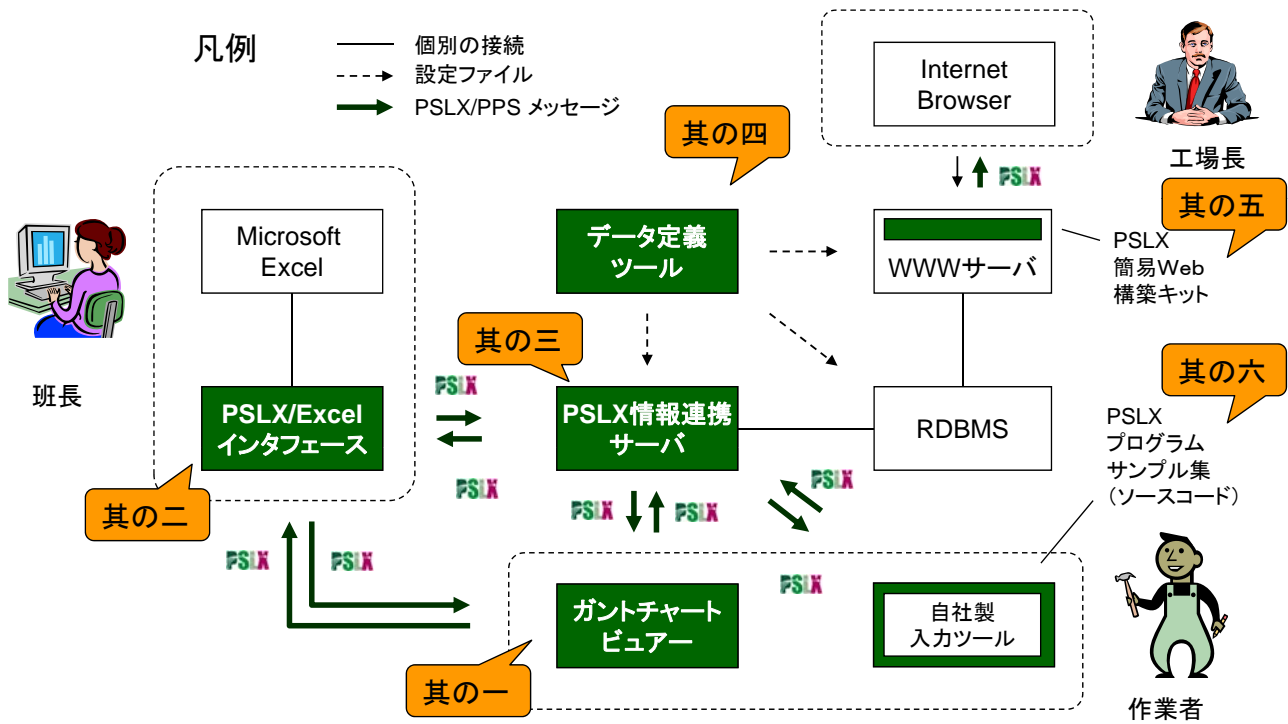 凡例
個別の接続
設定ファイル
PSLX/PPS メッセージ
Internet
Browser
工場長
其の四
PSLX
其の五
Microsoft
Excel
データ定義
ツール
WWWサーバ
PSLX
簡易Web
構築キット
班長
其の三
其の六
PSLX
PSLX/Excel
インタフェース
PSLX情報連携
サーバ
RDBMS
PSLX
プログラム
サンプル集
(ソースコード)
PSLX
PSLX
其の二
PSLX
PSLX
PSLX
PSLX
PSLX
ガントチャート
ビュアー
自社製
入力ツール
其の一
作業者